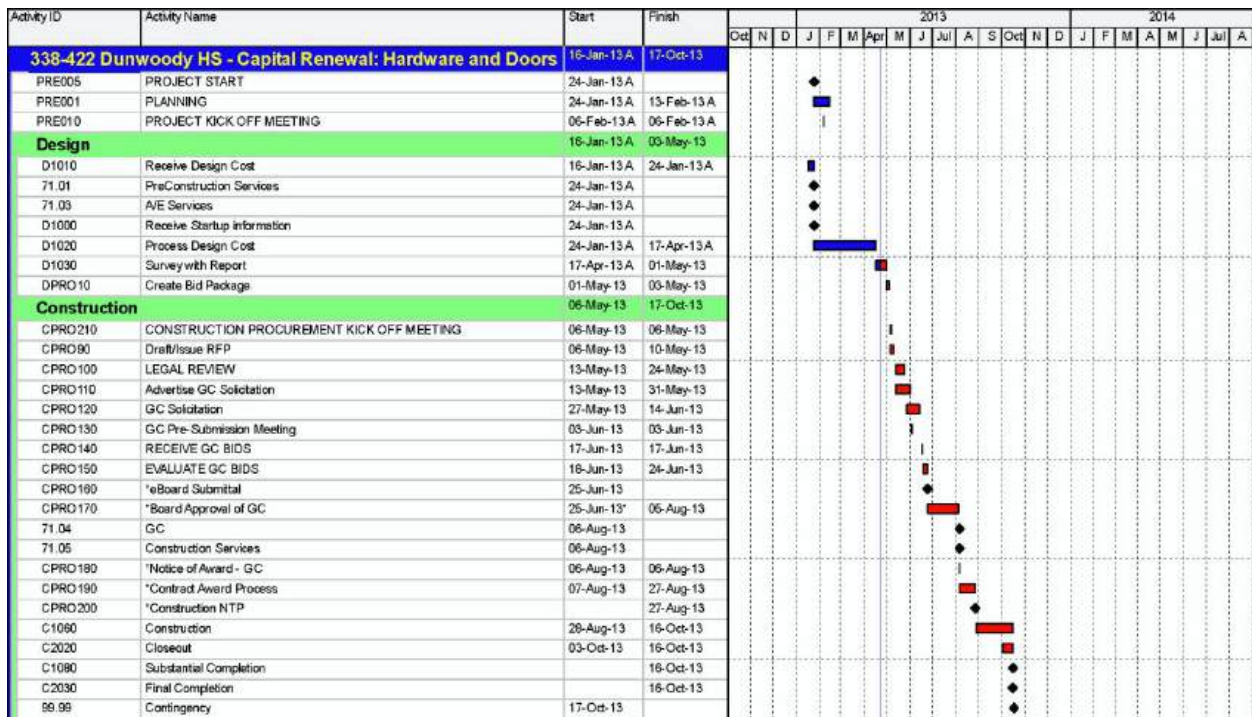 Activity ID Activity Name Start Finish 2013 2014
Oct N D J F M Apr M J Jul A S Oct N D J F M A M J Jul A
338-422 Dunwoody HS - Capital Renewal: Hardware and Doors 16-Jan-13 A 17-Oct-13
PRE005 PROJECT START 24-Jan-13 A
PRE001 PLANNING 24-Jan-13 A 13-Feb-13 A
PRE010 PROJECT KICK OFF MEETING 06-Feb-13 A 06-Feb-13 A
Design 16-Jan-13 A 03-May-13
D1010 Receive Design Cost 16-Jan-13 A 24-Jan-13 A
71.01 PreConstruction Services 24-Jan-13 A
71.03 A/E Services 24-Jan-13 A
D1000 Receive Startup information 24-Jan-13 A
D1020 Process Design Cost 24-Jan-13 A 17-Apr-13 A
D1030 Survey with Report 17-Apr-13 A 01-May-13
DPRO10 Create Bid Package 01-May-13 03-May-13
Construction 06-May-13 17-Oct-13
CPRO210 CONSTRUCTION PROCUREMENT KICK OFF MEETING 06-May-13 06-May-13
CPRO90 Draft/Issue RFP 06-May-13 10-May-13
CPRO100 LEGAL REVIEW 13-May-13 24-May-13
CPRO110 Advertise GC Solicitation 13-May-13 31-May-13
CPRO120 GC Solicitation 27-May-13 14-Jun-13
CPRO130 GC Pre-Submission Meeting 03-Jun-13 03-Jun-13
CPRO140 RECEIVE GC BIDS 17-Jun-13 17-Jun-13
CPRO150 EVALUATE GC BIDS 18-Jun-13 24-Jun-13
CPRO160 *eBoard Submittal 25-Jun-13
CPRO170 *Board Approval of GC 25-Jun-13* 05-Aug-13
71.04 GC 06-Aug-13
71.05 Construction Services 06-Aug-13
CPRO180 *Notice of Award - GC 06-Aug-13 06-Aug-13
CPRO190 *Contract Award Process 07-Aug-13 27-Aug-13
CPRO200 *Construction NTP 27-Aug-13
C1060 Construction 28-Aug-13 16-Oct-13
C2020 Closeout 03-Oct-13 16-Oct-13
C1080 Substantial Completion 16-Oct-13
C2030 Final Completion 16-Oct-13
99.99 Contingency 17-Oct-13